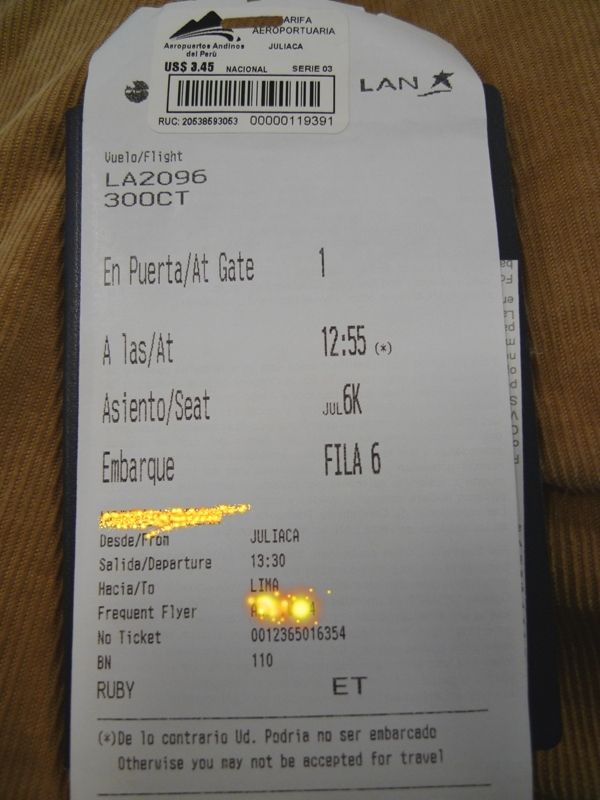 TARIFA
AEROPORTUARIA
Aeropuertos Andinos
del Perú
JULIACA
US$ 3.45 NACIONAL SERIE 03
RUC: 20538593053 00000119391
LAN
Vuelo/Flight
LA2096
300CT
En Puerta/At Gate 1
A las/At 12:55 (*)
Asiento/Seat JUL6K
Embarque FILA 6
Desde/From JULIACA
Salida/Departure 13:30
Hacia/To LIMA
Frequent Flyer
No Ticket 0012365016354
BN 110
RUBY ET
(*)De lo contrario Ud. Podria no ser embarcado
Otherwise you may not be accepted for travel